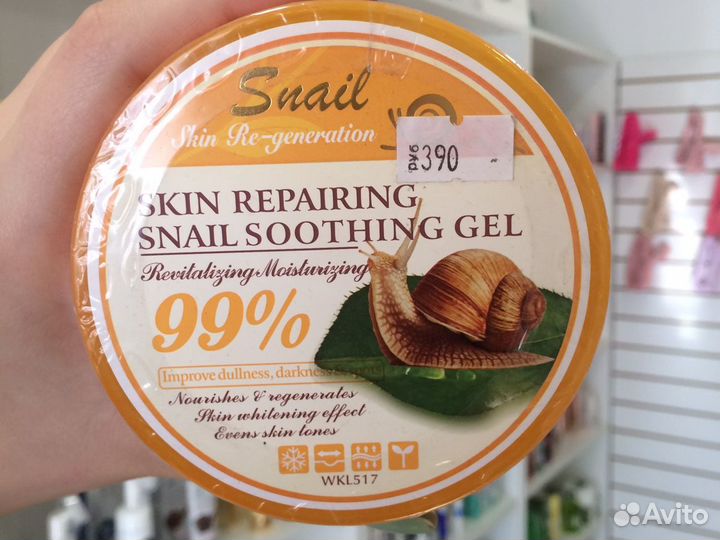 Snail
Skin Re-generation
руб 390
SKIN REPAIRING
SNAIL SOOTHING GEL
Revitalizing Moisturizing
99%
Improve dullness, darkness
Nourishes & regenerates
Skin whitening effect
Evens skin tones
WKL517
Avito